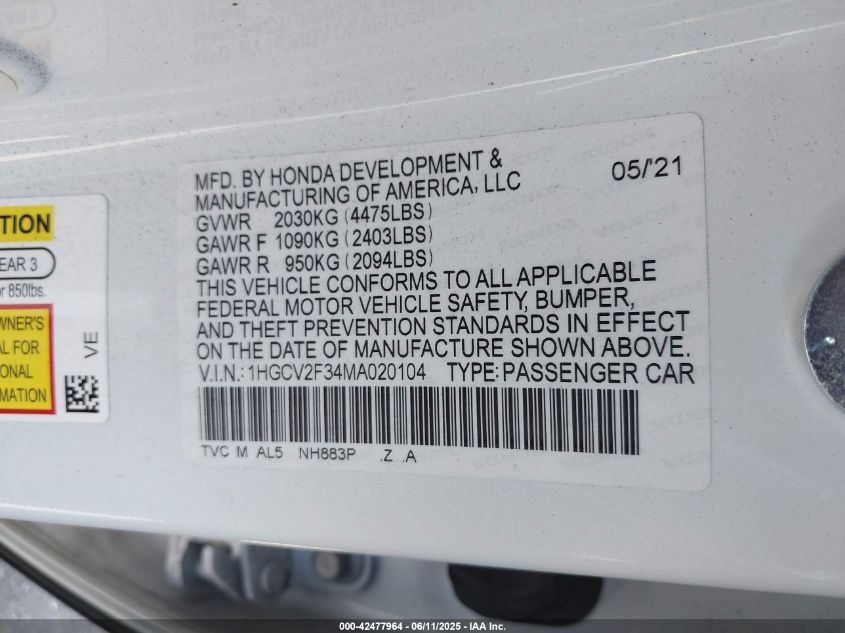 TION
EAR 3
or 850lbs.
WNER'S
AL FOR
ONAL
MATION
VE
MFD. BY HONDA DEVELOPMENT &
MANUFACTURING OF AMERICA, LLC
05/'21
GVWR 2030KG (4475LBS)
GAWR F 1090KG (2403LBS)
GAWR R 950KG (2094LBS)
THIS VEHICLE CONFORMS TO ALL APPLICABLE
FEDERAL MOTOR VEHICLE SAFETY, BUMPER,
AND THEFT PREVENTION STANDARDS IN EFFECT
ON THE DATE OF MANUFACTURE SHOWN ABOVE.
V.I.N.: 1HGCV2F34MA020104 TYPE: PASSENGER CAR
TVC M AL5 NH883P .Z .A
000-42477964 - 06/11/2025 - IAA Inc.